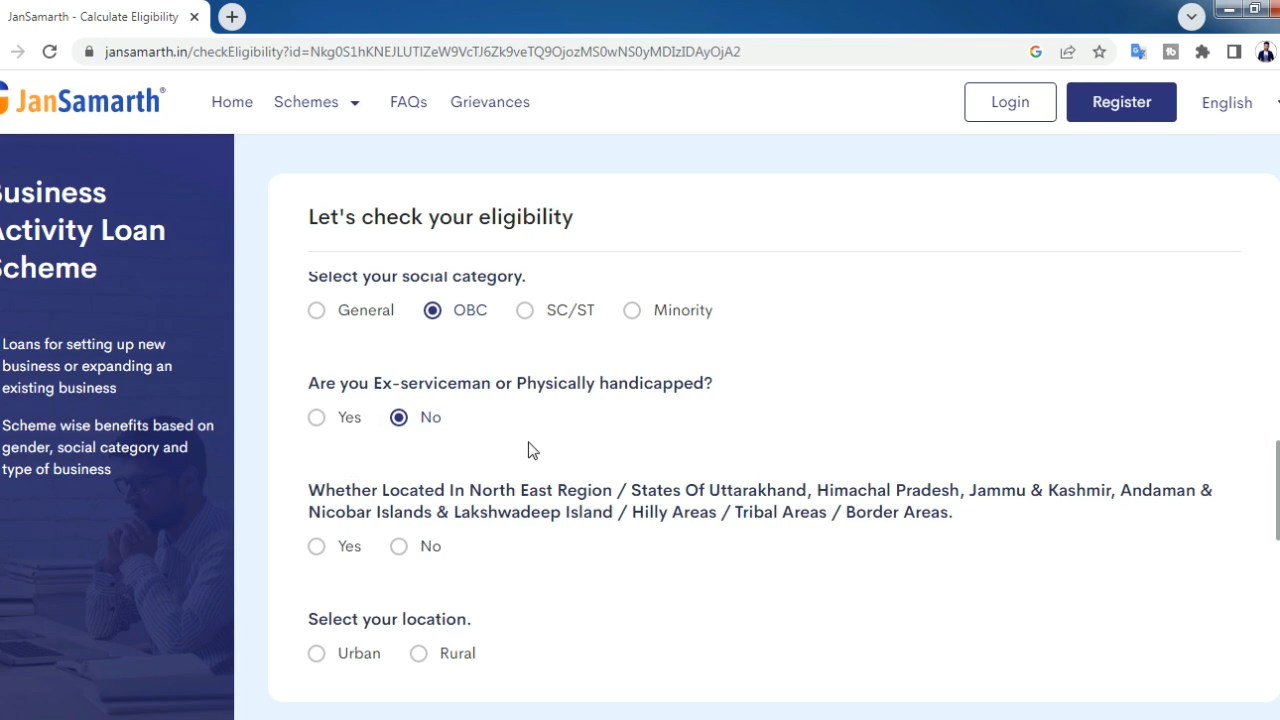 JanSamarth - Calculate Eligibility
jansamarth.in/checkEligibility?id=Nkg0S1hKNEJLUTlZeW9VcTJ6Zk9veTQ9OjozMS0wNS0yMDIzIDAyOjA2
JanSamarth®
Home
Schemes
FAQs
Grievances
Login
Register
English
Business
Activity Loan
Scheme
Loans for setting up new
business or expanding an
existing business
Scheme wise benefits based on
gender, social category and
type of business
Let's check your eligibility
Select your social category.
General
OBC
SC/ST
Minority
Are you Ex-serviceman or Physically handicapped?
Yes
No
Whether Located In North East Region / States Of Uttarakhand, Himachal Pradesh, Jammu & Kashmir, Andaman &
Nicobar Islands & Lakshwadeep Island / Hilly Areas / Tribal Areas / Border Areas.
Yes
No
Select your location.
Urban
Rural